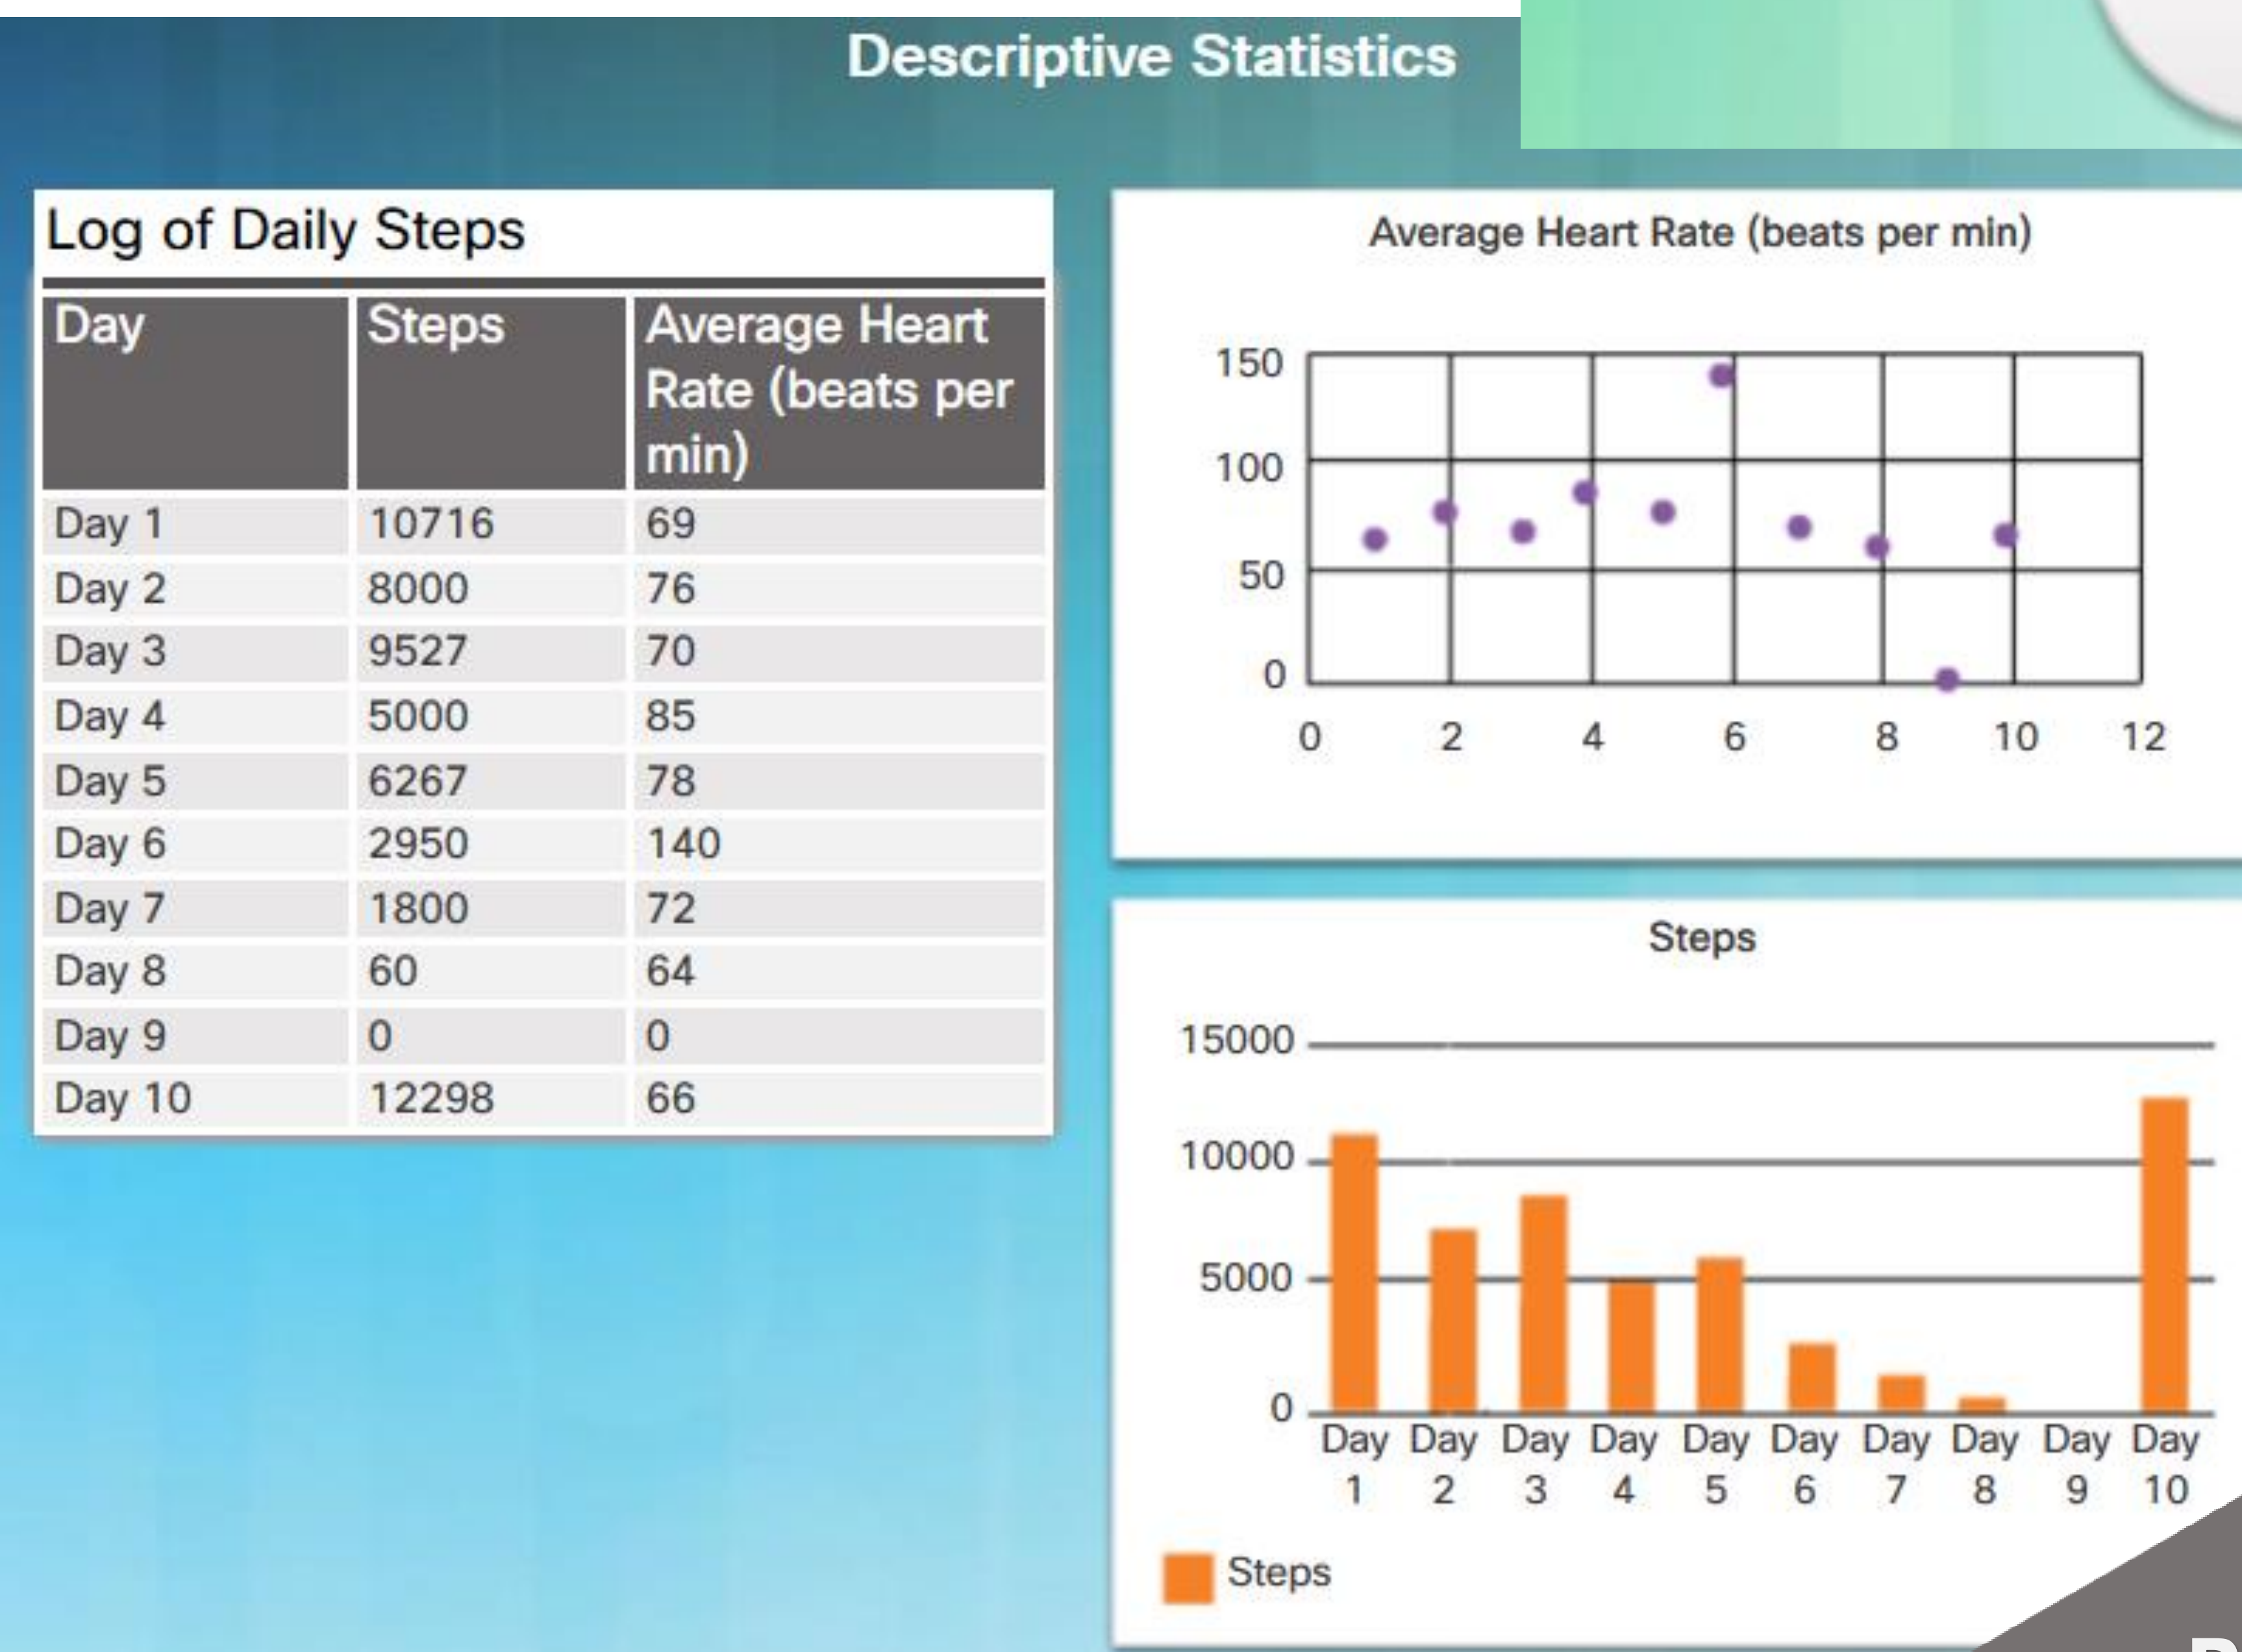 Descriptive Statistics
Log of Daily Steps
Day Steps Average Heart
Rate (beats per
min)
Day 1 10716 69
Day 2 8000 76
Day 3 9527 70
Day 4 5000 85
Day 5 6267 78
Day 6 2950 140
Day 7 1800 72
Day 8 60 64
Day 9 0 0
Day 10 12298 66
Average Heart Rate (beats per min)
150
100
50
0
0 2 4 6 8 10 12
Steps
15000
10000
5000
0
Day Day Day Day Day Day Day Day Day Day
1 2 3 4 5 6 7 8 9 10
Steps